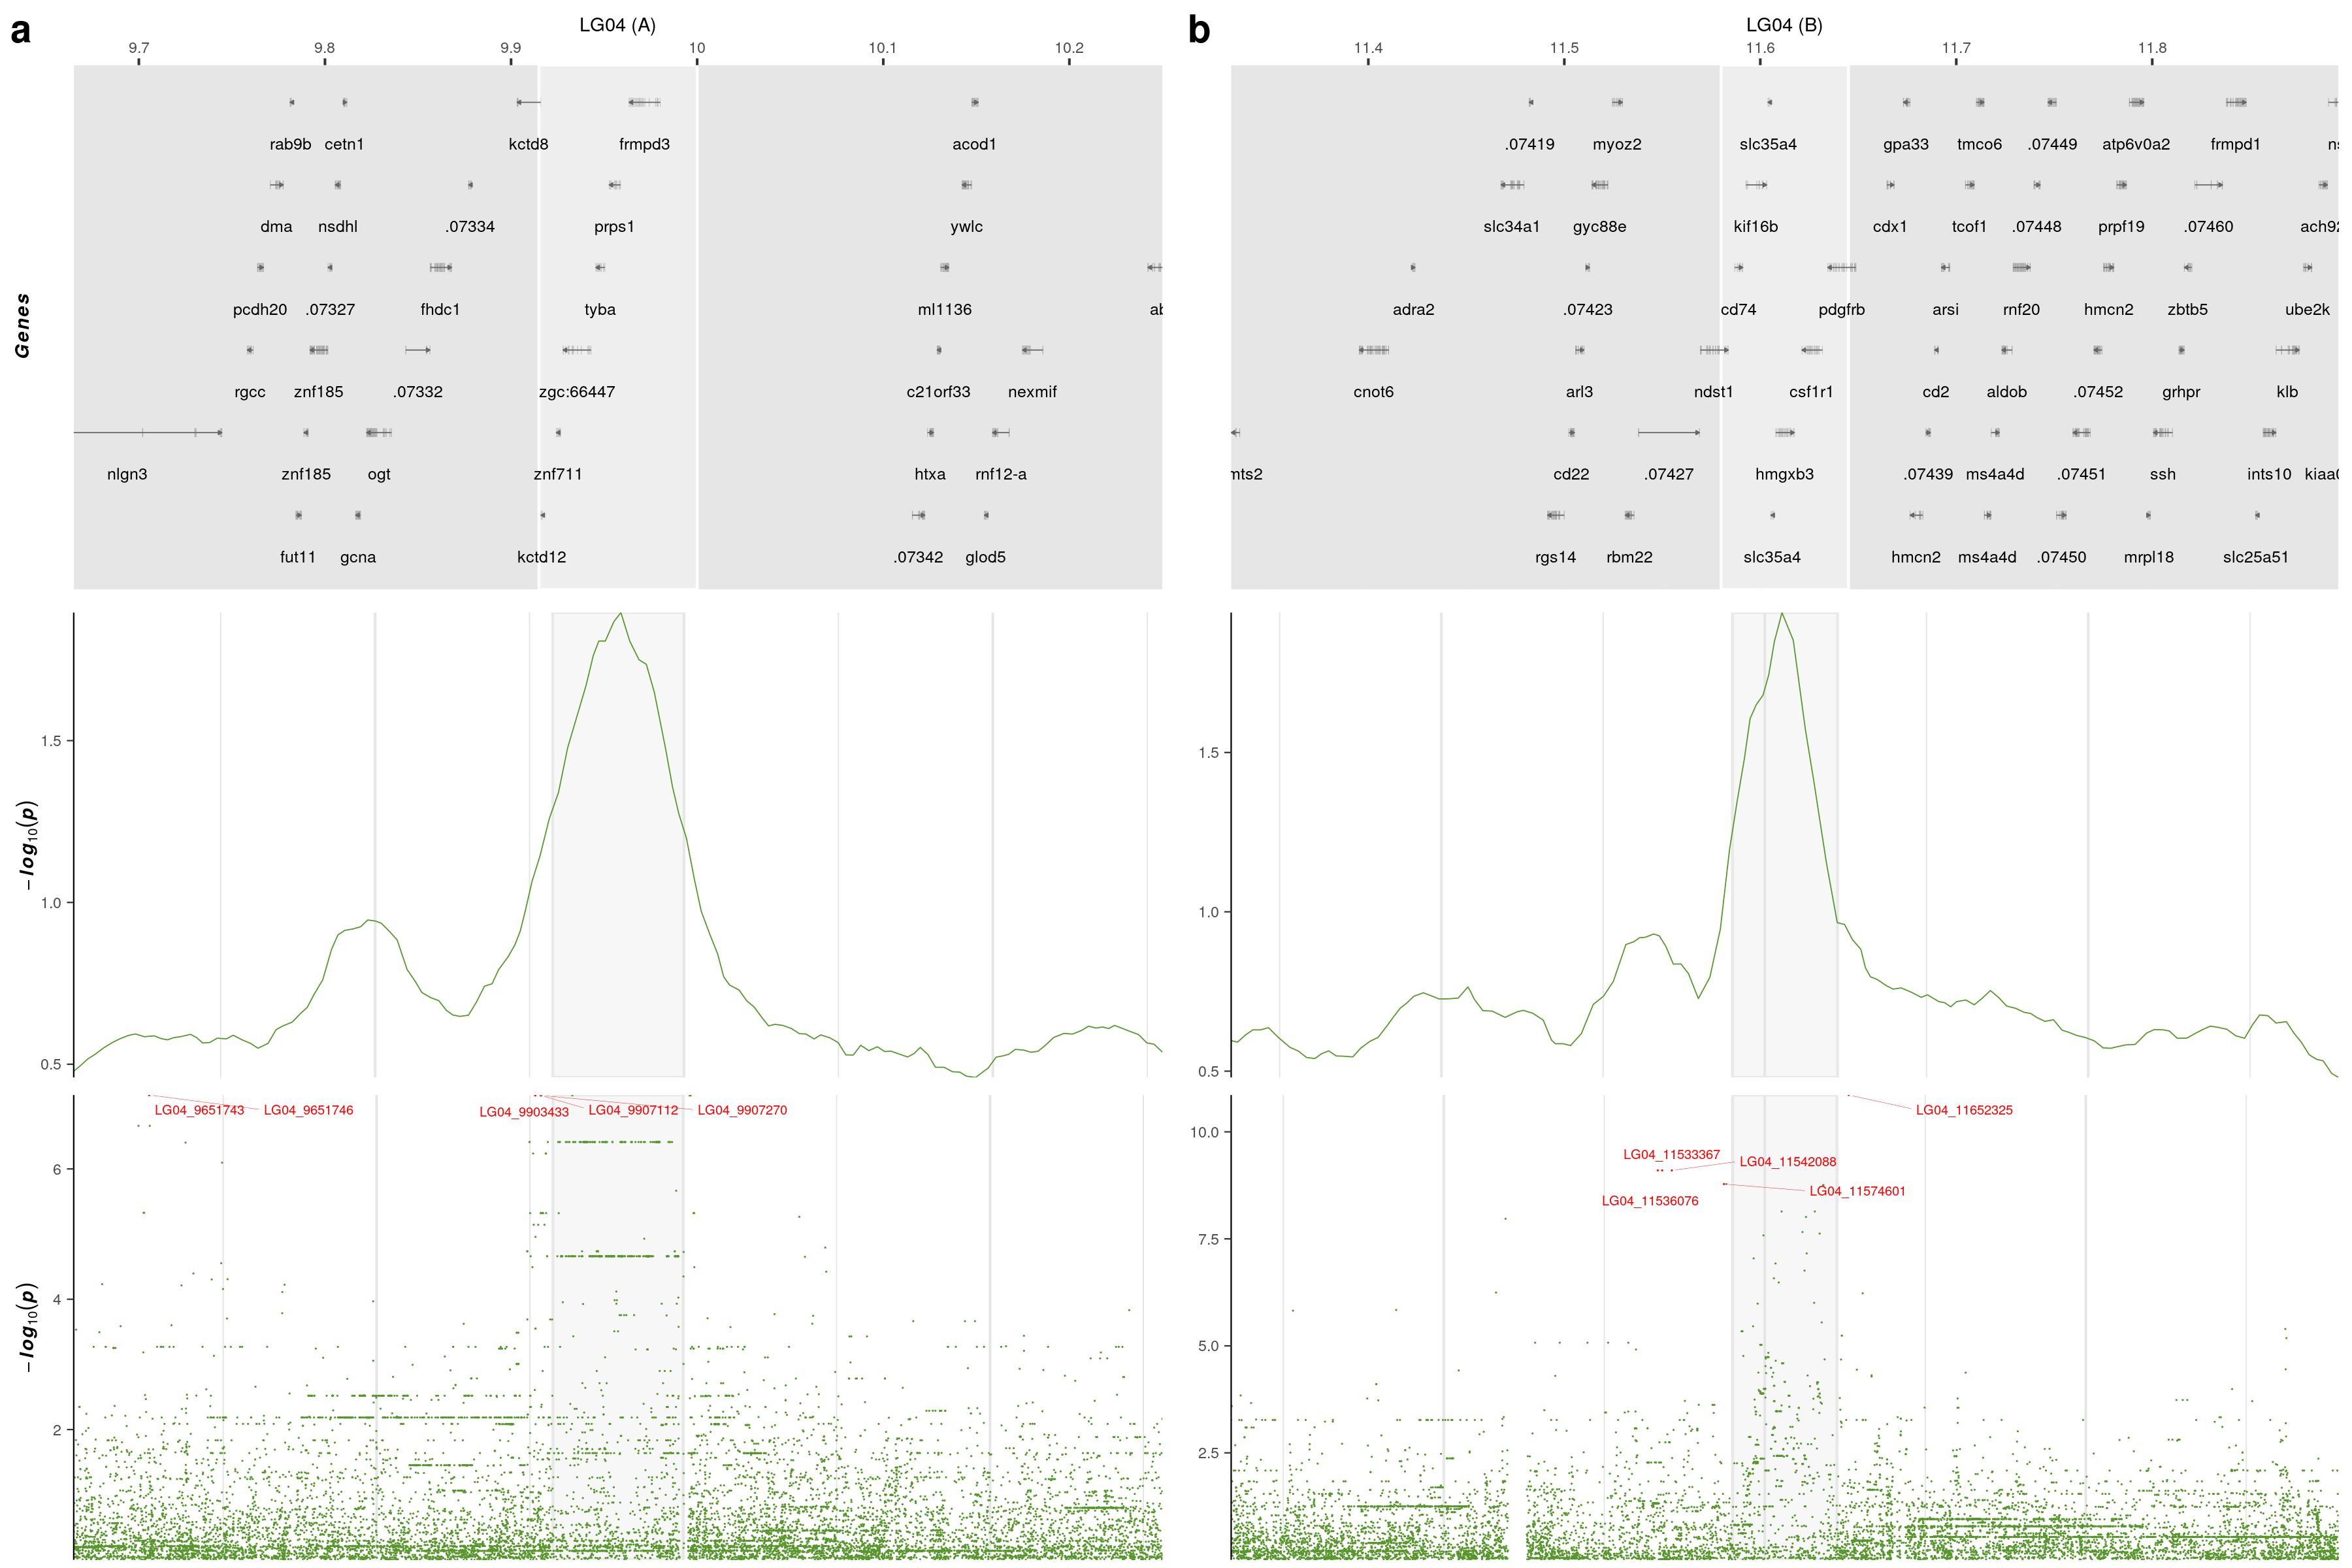 a
LG04 (A)
9.7 9.8 9.9 10 10.1 10.2
Genes
rab9b cetn1 kctd8 frmpd3 acod1
dma nsdhl .07334 prps1 ywlc
pcdh20 .07327 fhdc1 tyba ml1136 ab
rgcc znf185 .07332 zgc:66447 c21orf33 nexmif
nlgn3 znf185 ogt znf711 htxa rnf12-a
fut11 gcna kctd12 .07342 glod5
−log10(p)
1.5
1.0
0.5
LG04_9651743 LG04_9651746 LG04_9903433 LG04_9907112 LG04_9907270
−log10(p)
6
4
2
b
LG04 (B)
11.4 11.5 11.6 11.7 11.8
.07419 myoz2 slc35a4 gpa33 tmco6 .07449 atp6v0a2 frmpd1 ns
slc34a1 gyc88e kif16b cdx1 tcof1 .07448 prpf19 .07460 ach92
adra2 .07423 cd74 pdgfrb arsi rnf20 hmcn2 zbtb5 ube2k
cnot6 arl3 ndst1 csf1r1 cd2 aldob .07452 grhpr klb
mts2 cd22 .07427 hmgxb3 .07439 ms4a4d .07451 ssh ints10 kiaa0
rgs14 rbm22 slc35a4 hmcn2 ms4a4d .07450 mrpl18 slc25a51
1.5
1.0
0.5
LG04_11652325
LG04_11533367 LG04_11542088
LG04_11536076 LG04_11574601
10.0
7.5
5.0
2.5